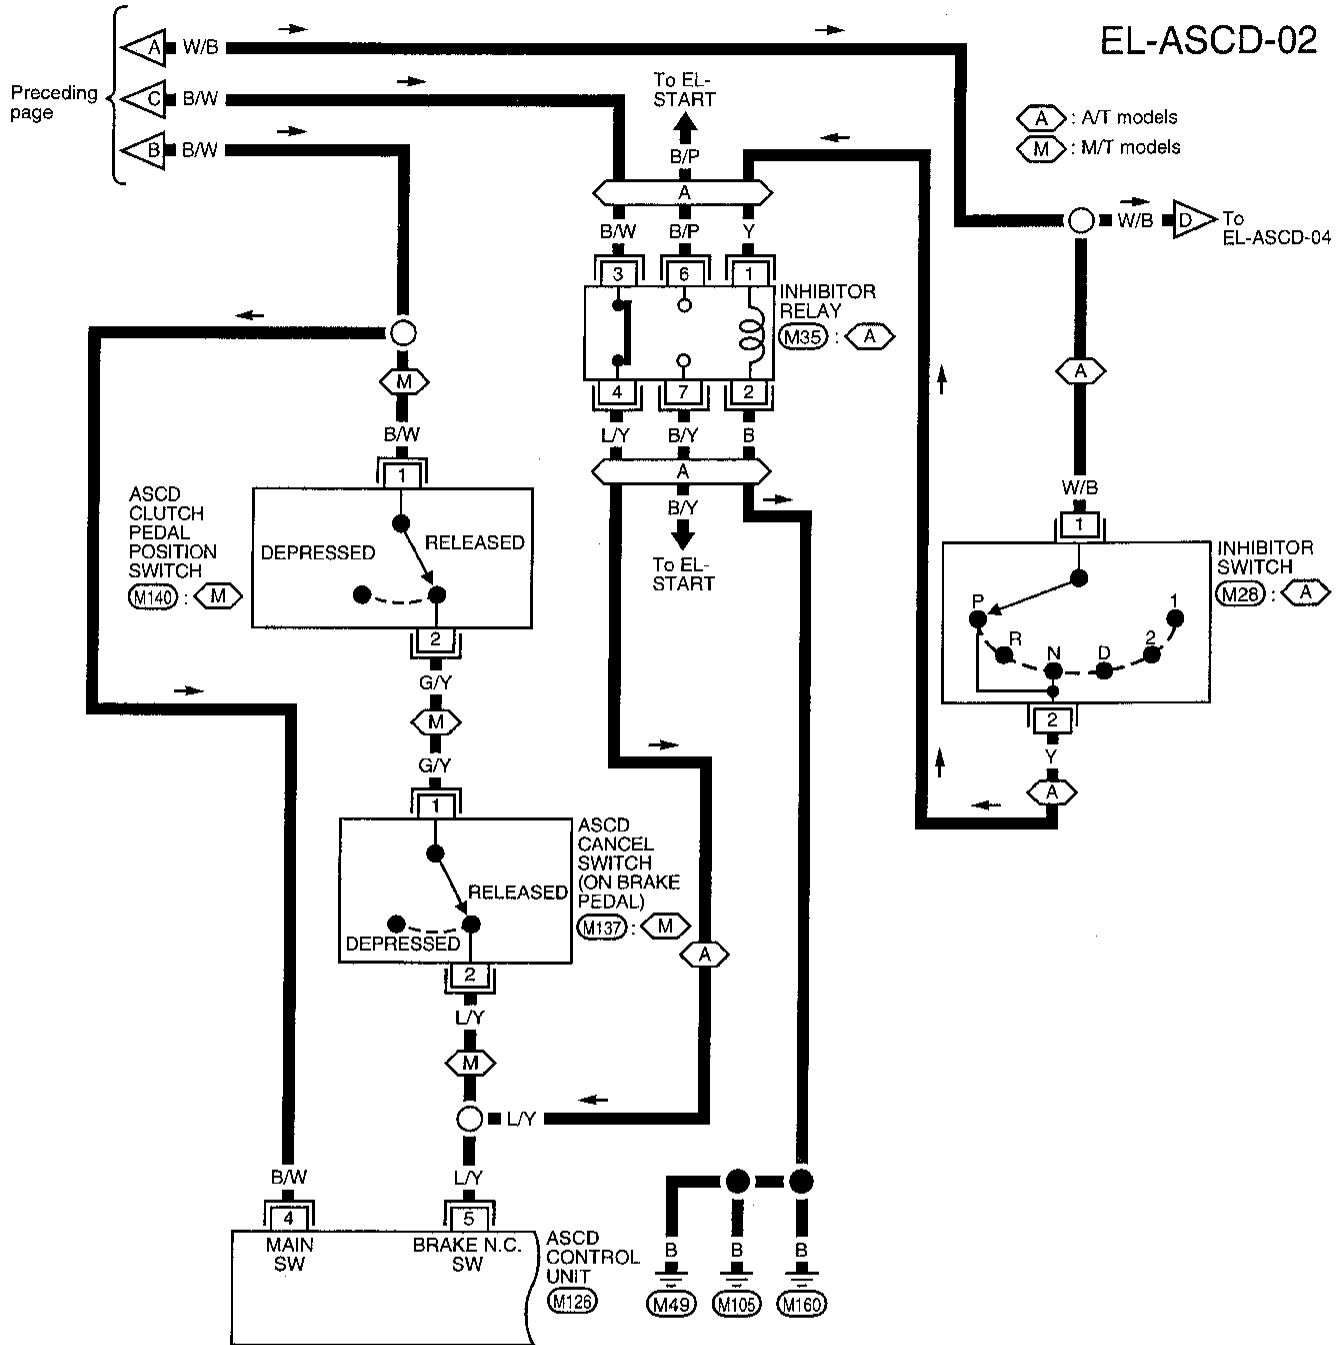 EL-ASCD-02
A W/B
Preceding
page
C B/W
B B/W
To EL-
START
B/P
A
A : A/T models
M : M/T models
W/B D To
EL-ASCD-04
B/W B/P Y
3 6 1
INHIBITOR
RELAY
M35 : A
4 7 2
L/Y B/Y B
A
B/Y
To EL-
START
M
B/W
1
ASCD
CLUTCH
PEDAL
POSITION
SWITCH
M140 : M
DEPRESSED
RELEASED
2
G/Y
M
G/Y
1
A
W/B
1
INHIBITOR
SWITCH
M28 : A
P R N D 2 1
2
Y
A
ASCD
CANCEL
SWITCH
(ON BRAKE
PEDAL)
M137 : M
RELEASED
DEPRESSED
2
L/Y
M
A
L/Y
B/W L/Y
4 5
MAIN
SW
BRAKE N.C.
SW
ASCD
CONTROL
UNIT
M126
B B B
M49 M105 M160